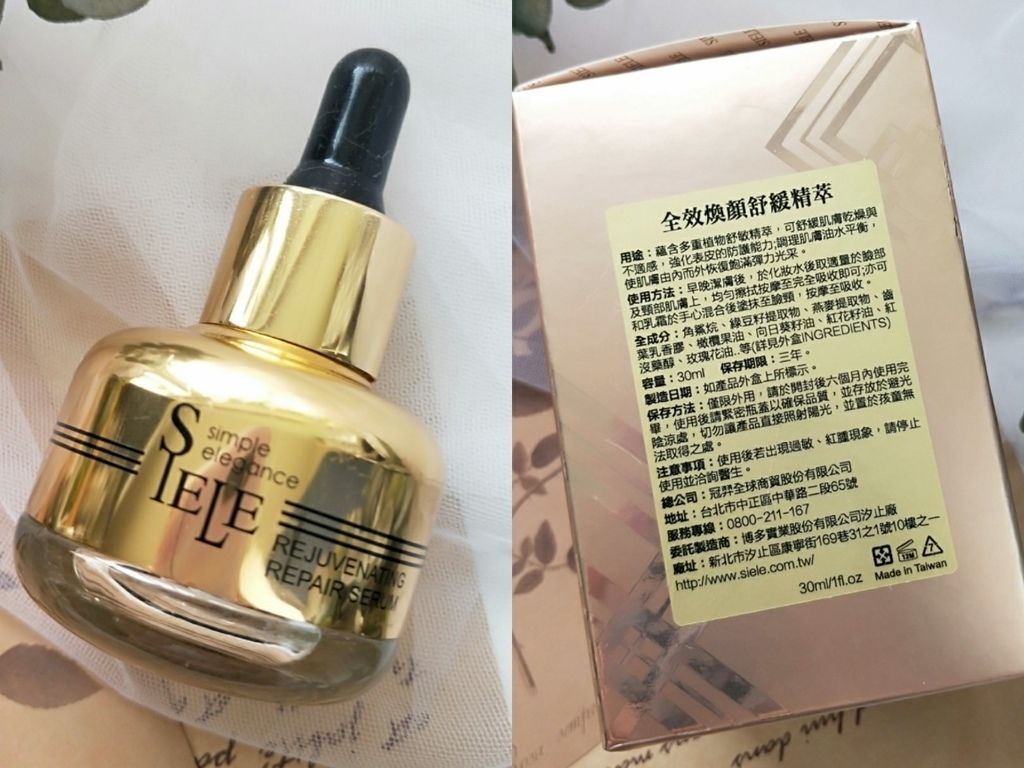 SIELE
simple
elegance
REJUVENATING
REPAIR SERUM
全效煥顏舒緩精萃
用途：蘊含多重植物舒敏精萃，可舒緩肌膚乾燥與
不適感，強化表皮的防護能力;調理肌膚油水平衡，
使肌膚由內而外恢復飽滿彈力光采。
使用方法：早晚潔膚後，於化妝水後取適量於臉部
及頸部肌膚上，均勻擦拭按摩至完全吸收即可;亦可
和乳霜於手心混合後塗抹至臉頸，按摩至吸收。
全成分：角鯊烷、綠豆籽提取物、燕麥提取物、齒
葉乳香膠、橄欖果油、向日葵籽油、紅花籽油、紅
沒藥醇、玫瑰花油..等(詳見外盒INGREDIENTS)
容量：30ml 保存期限：三年。
製造日期：如產品外盒上所標示。
保存方法：僅限外用，請於開封後六個月內使用完
畢，使用後請緊密瓶蓋以確保品質，並存放於避光
陰涼處，切勿讓產品直接照射陽光，並置於孩童無
法取得之處。
注意事項：使用後若出現過敏、紅腫現象，請停止
使用並洽詢醫生。
總公司：冠羿全球商貿股份有限公司
地址：台北市中正區中華路二段65號
服務專線：0800-211-167
委託製造商：博多實業股份有限公司汐止廠
廠址：新北市汐止區康寧街169巷31之1號10樓之一
http://www.siele.com.tw/
30ml/1fl.oz
12M
7
Made in Taiwan